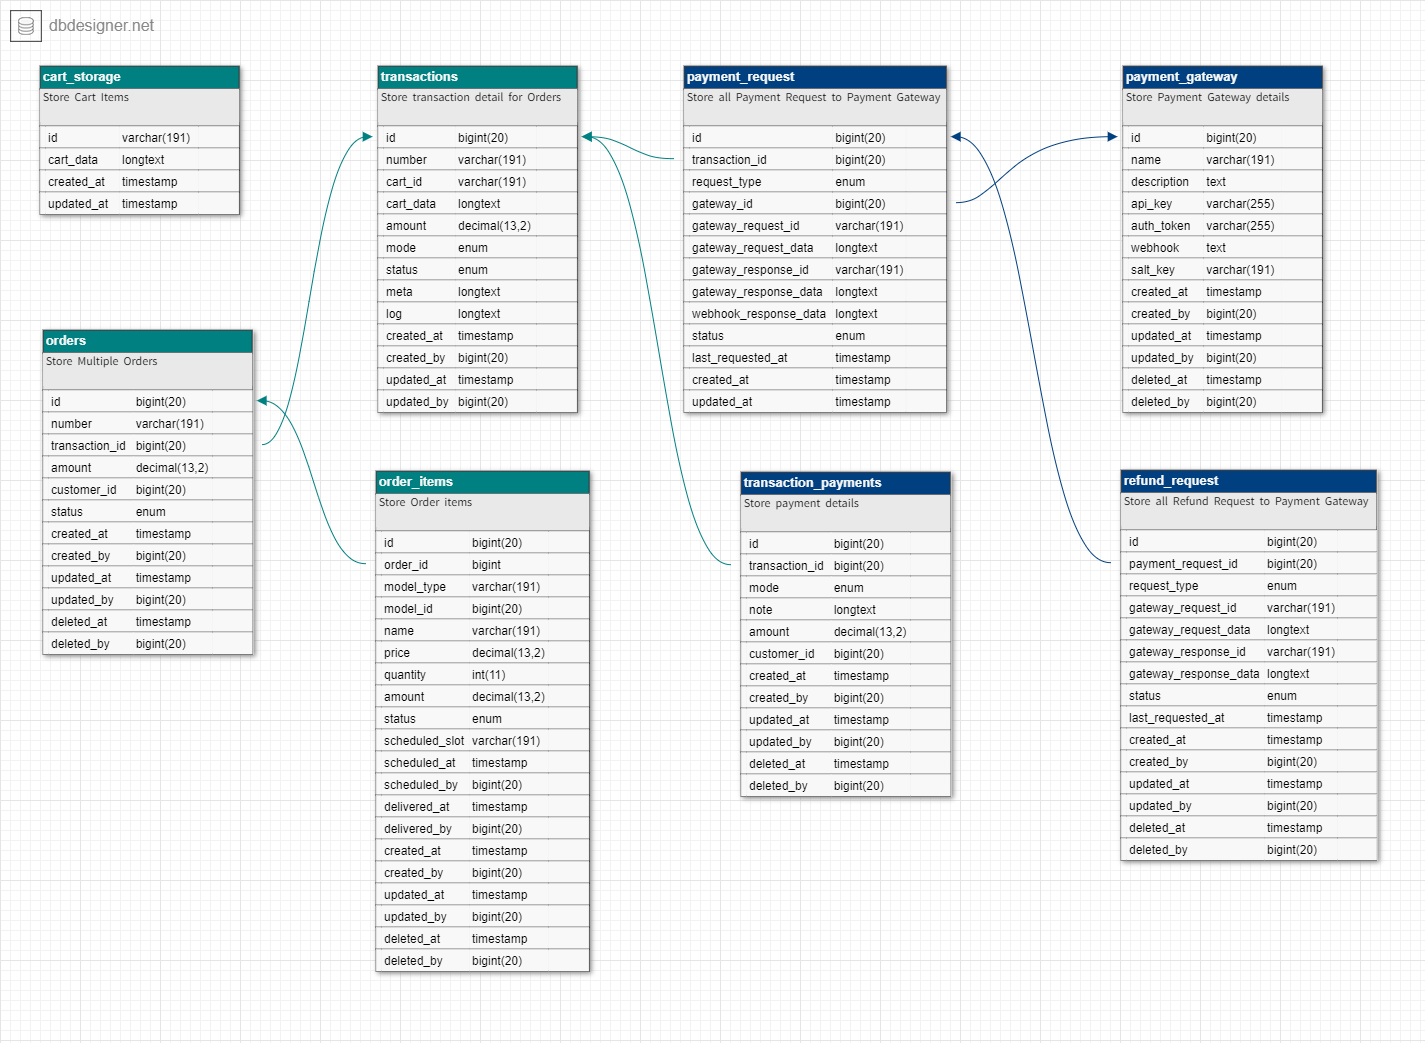 dbdesigner.net
cart_storage
Store Cart Items
id varchar(191)
cart_data longtext
created_at timestamp
updated_at timestamp
transactions
Store transaction detail for Orders
id bigint(20)
number varchar(191)
cart_id varchar(191)
cart_data longtext
amount decimal(13,2)
mode enum
status enum
meta longtext
log longtext
created_at timestamp
created_by bigint(20)
updated_at timestamp
updated_by bigint(20)
payment_request
Store all Payment Request to Payment Gateway
id bigint(20)
transaction_id bigint(20)
request_type enum
gateway_id bigint(20)
gateway_request_id varchar(191)
gateway_request_data longtext
gateway_response_id varchar(191)
gateway_response_data longtext
webhook_response_data longtext
status enum
last_requested_at timestamp
created_at timestamp
updated_at timestamp
payment_gateway
Store Payment Gateway details
id bigint(20)
name varchar(191)
description text
api_key varchar(255)
auth_token varchar(255)
webhook text
salt_key varchar(191)
created_at timestamp
created_by bigint(20)
updated_at timestamp
updated_by bigint(20)
deleted_at timestamp
deleted_by bigint(20)
orders
Store Multiple Orders
id bigint(20)
number varchar(191)
transaction_id bigint(20)
amount decimal(13,2)
customer_id bigint(20)
status enum
created_at timestamp
created_by bigint(20)
updated_at timestamp
updated_by bigint(20)
deleted_at timestamp
deleted_by bigint(20)
order_items
Store Order items
id bigint(20)
order_id bigint
model_type varchar(191)
model_id bigint(20)
name varchar(191)
price decimal(13,2)
quantity int(11)
amount decimal(13,2)
status enum
scheduled_slot varchar(191)
scheduled_at timestamp
scheduled_by bigint(20)
delivered_at timestamp
delivered_by bigint(20)
created_at timestamp
created_by bigint(20)
updated_at timestamp
updated_by bigint(20)
deleted_at timestamp
deleted_by bigint(20)
transaction_payments
Store payment details
id bigint(20)
transaction_id bigint(20)
mode enum
note longtext
amount decimal(13,2)
customer_id bigint(20)
created_at timestamp
created_by bigint(20)
updated_at timestamp
updated_by bigint(20)
deleted_at timestamp
deleted_by bigint(20)
refund_request
Store all Refund Request to Payment Gateway
id bigint(20)
payment_request_id bigint(20)
request_type enum
gateway_request_id varchar(191)
gateway_request_data longtext
gateway_response_id varchar(191)
gateway_response_data longtext
status enum
last_requested_at timestamp
created_at timestamp
created_by bigint(20)
updated_at timestamp
updated_by bigint(20)
deleted_at timestamp
deleted_by bigint(20)